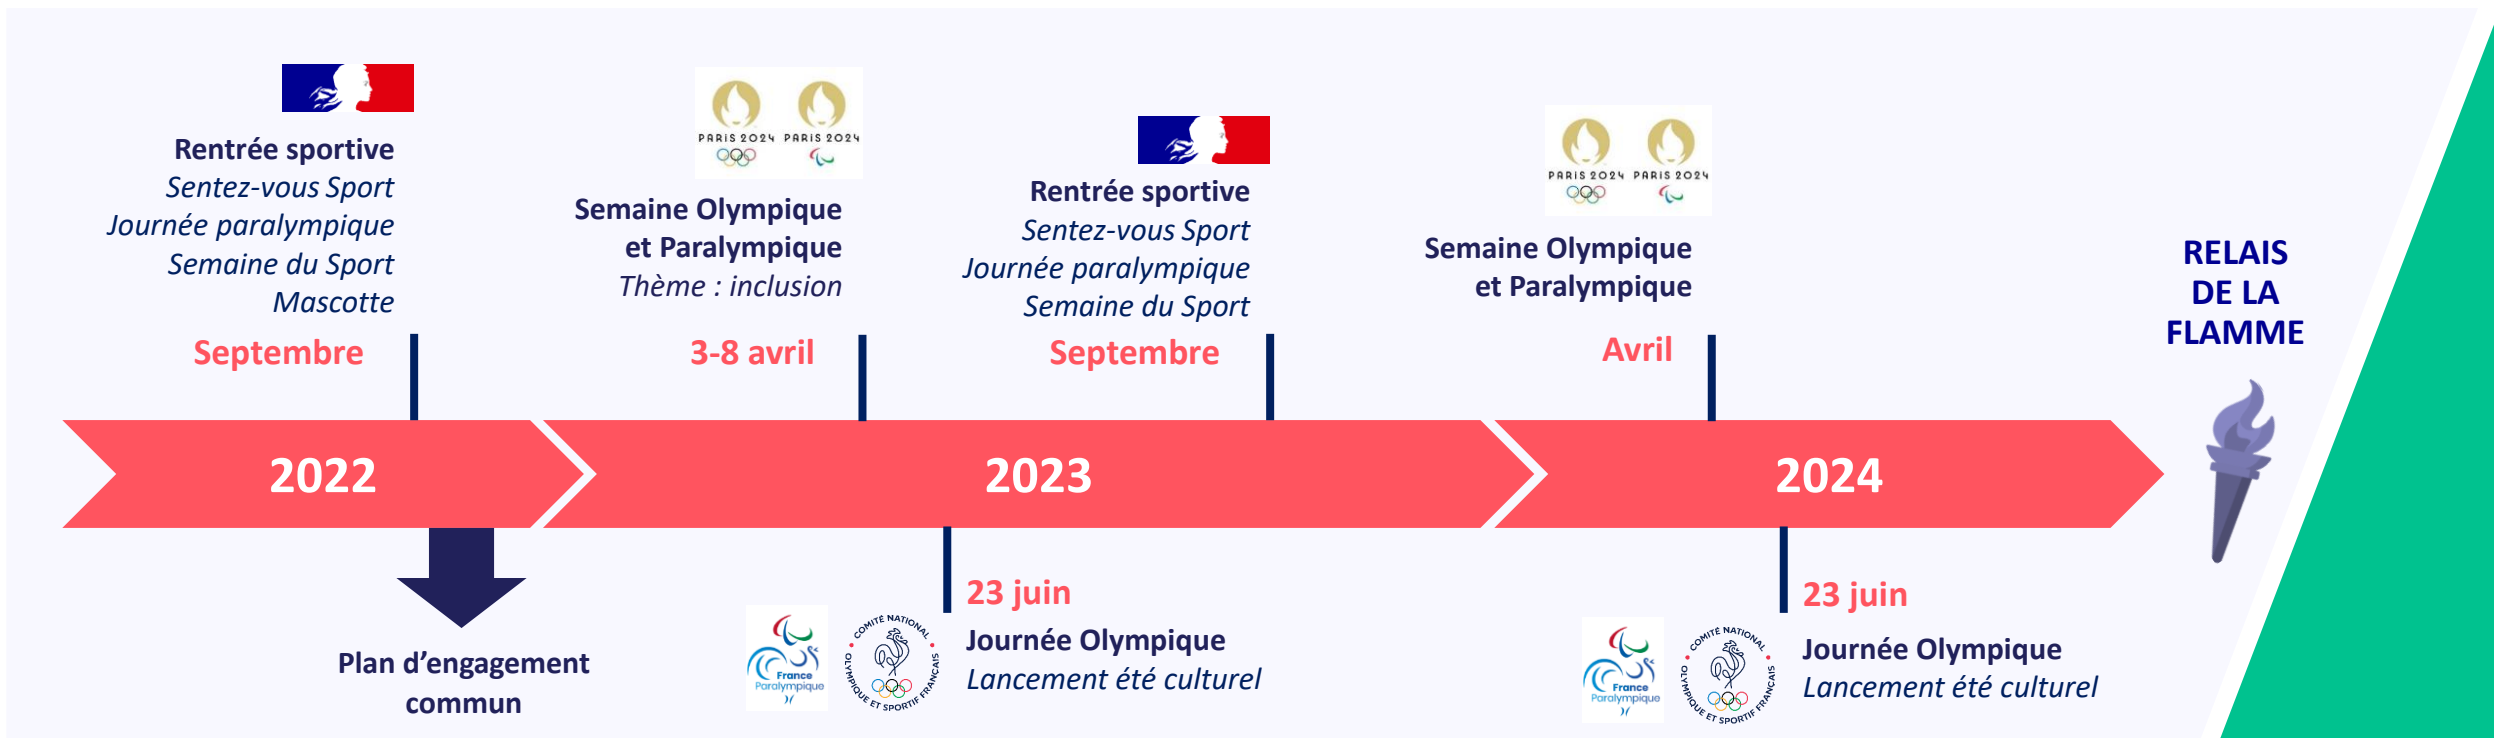 Rentrée sportive
Sentez-vous Sport
Journée paralympique
Semaine du Sport
Mascotte
Septembre
PARIS 2024 PARIS 2024
Semaine Olympique
et Paralympique
Thème : inclusion
3-8 avril
Rentrée sportive
Sentez-vous Sport
Journée paralympique
Semaine du Sport
Septembre
PARIS 2024 PARIS 2024
Semaine Olympique
et Paralympique
Avril
RELAIS
DE LA
FLAMME
2022
2023
2024
Plan d’engagement
commun
France
Paralympique
COMITÉ NATIONAL
OLYMPIQUE ET SPORTIF FRANÇAIS
23 juin
Journée Olympique
Lancement été culturel
France
Paralympique
COMITÉ NATIONAL
OLYMPIQUE ET SPORTIF FRANÇAIS
23 juin
Journée Olympique
Lancement été culturel